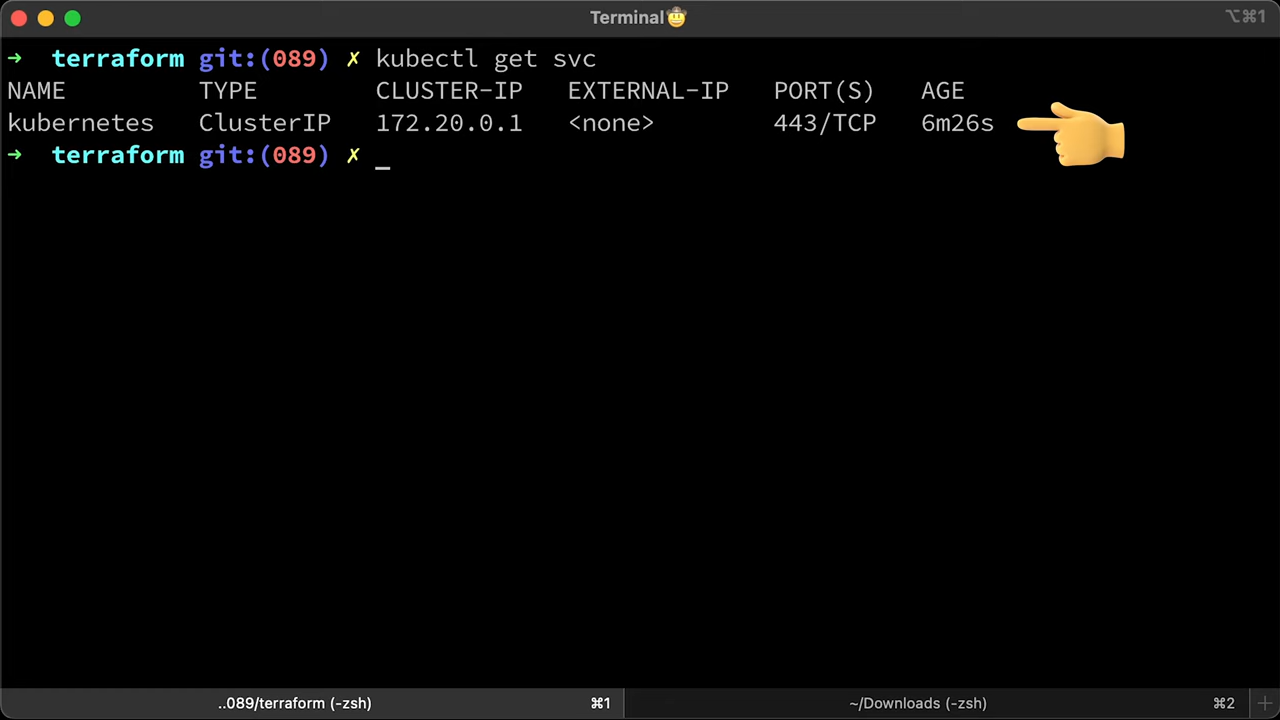 Terminal🤠
⌥⌘1
→ terraform git:(089) ✗ kubectl get svc
NAME TYPE CLUSTER-IP EXTERNAL-IP PORT(S) AGE
kubernetes ClusterIP 172.20.0.1 <none> 443/TCP 6m26s
→ terraform git:(089) ✗ _
..089/terraform (-zsh) ⌘1 ~/Downloads (-zsh) ⌘2 +